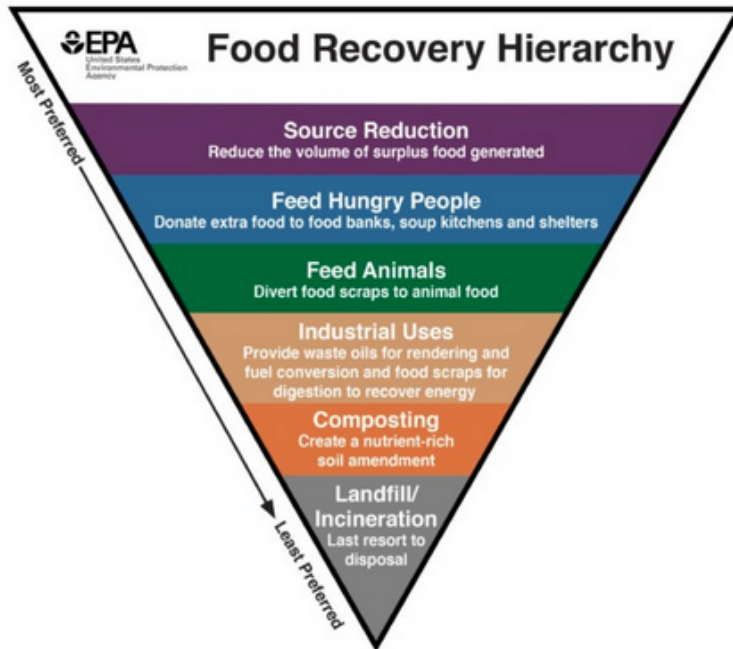 EPA
United States
Environmental Protection
Agency
Food Recovery Hierarchy
Most Preferred
Source Reduction
Reduce the volume of surplus food generated
Feed Hungry People
Donate extra food to food banks, soup kitchens and shelters
Feed Animals
Divert food scraps to animal food
Industrial Uses
Provide waste oils for rendering and
fuel conversion and food scraps for
digestion to recover energy
Composting
Create a nutrient-rich
soil amendment
Landfill/
Incineration
Last resort to
disposal
Least Preferred